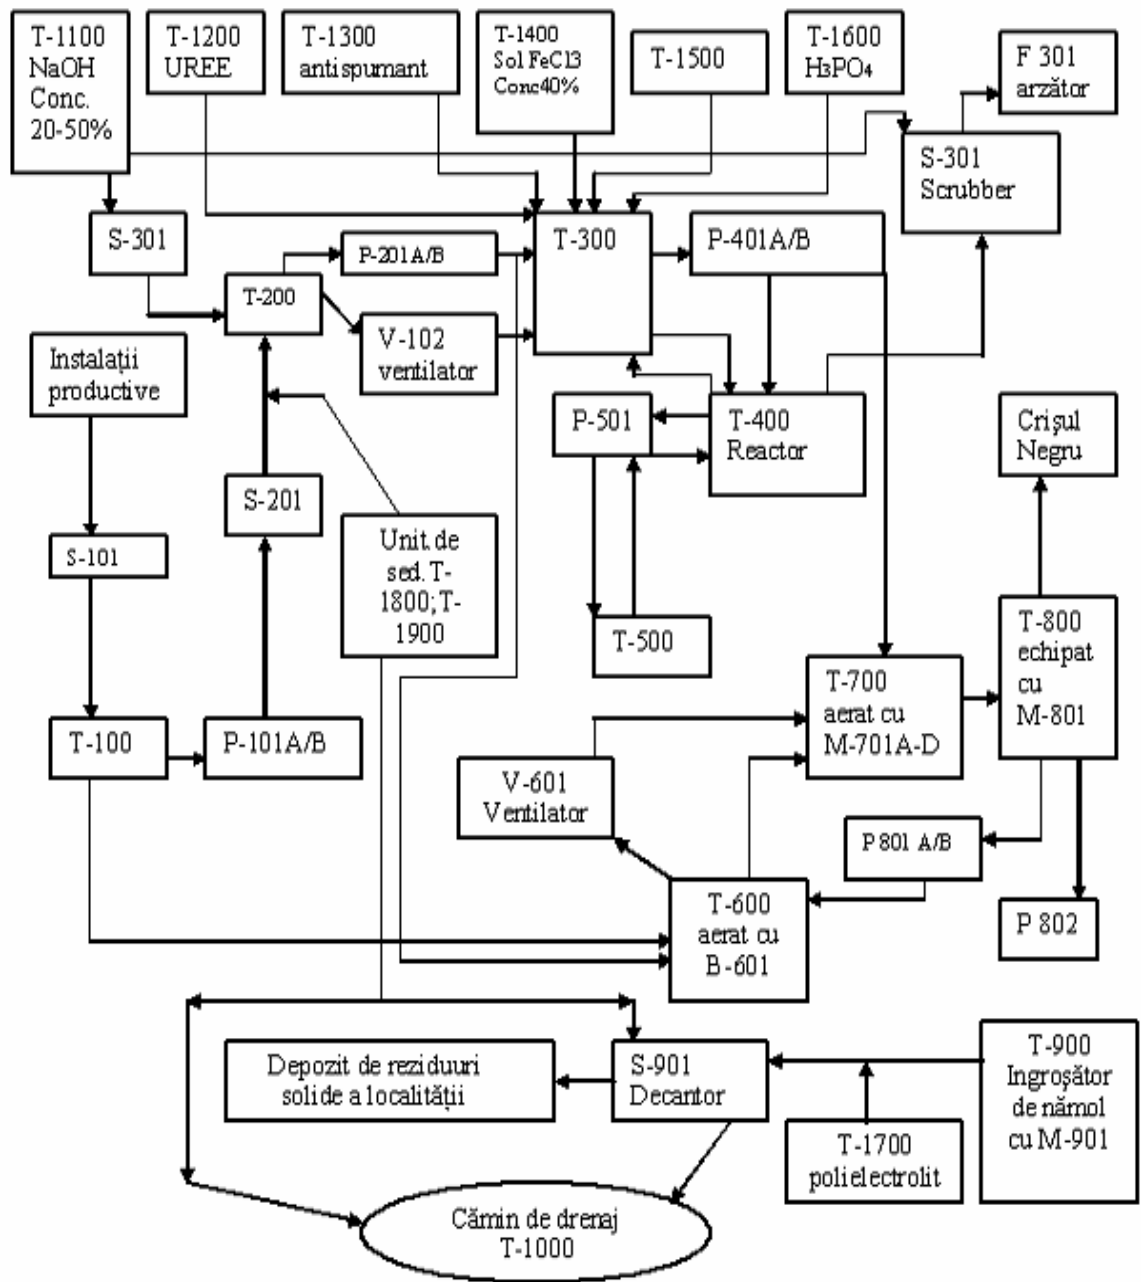 T-1100
NaOH
Conc.
20-50%
T-1200
UREE
T-1300
antispumant
T-1400
Sol FeCl3
Conc40%
T-1500
T-1600
H₃PO₄
F 301
arzător
S-301
Scrubber
S-301
P-201A/B
T-300
P-401A/B
T-200
V-102
ventilator
Instalații
productive
P-501
T-400
Reactor
Crişul
Negru
S-201
S-101
Unit. de
sed. T-
1800; T-
1900
T-500
T-800
echipat
cu
M-801
T-700
aerat cu
M-701A-D
T-100
P-101A/B
V-601
Ventilator
P 801 A/B
T-600
aerat cu
B-601
P 802
Depozit de reziduuri
solide a localității
S-901
Decantor
T-900
Ingroşător
de nămol
cu M-901
T-1700
polielectrolit
Cămin de drenaj
T-1000